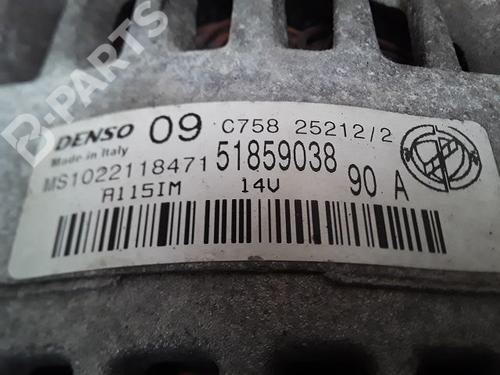 B-PARTS
DENSO 09 C758 25212/2
Made in Italy
MS1022118471 51859038
A115IM 14V 90 A